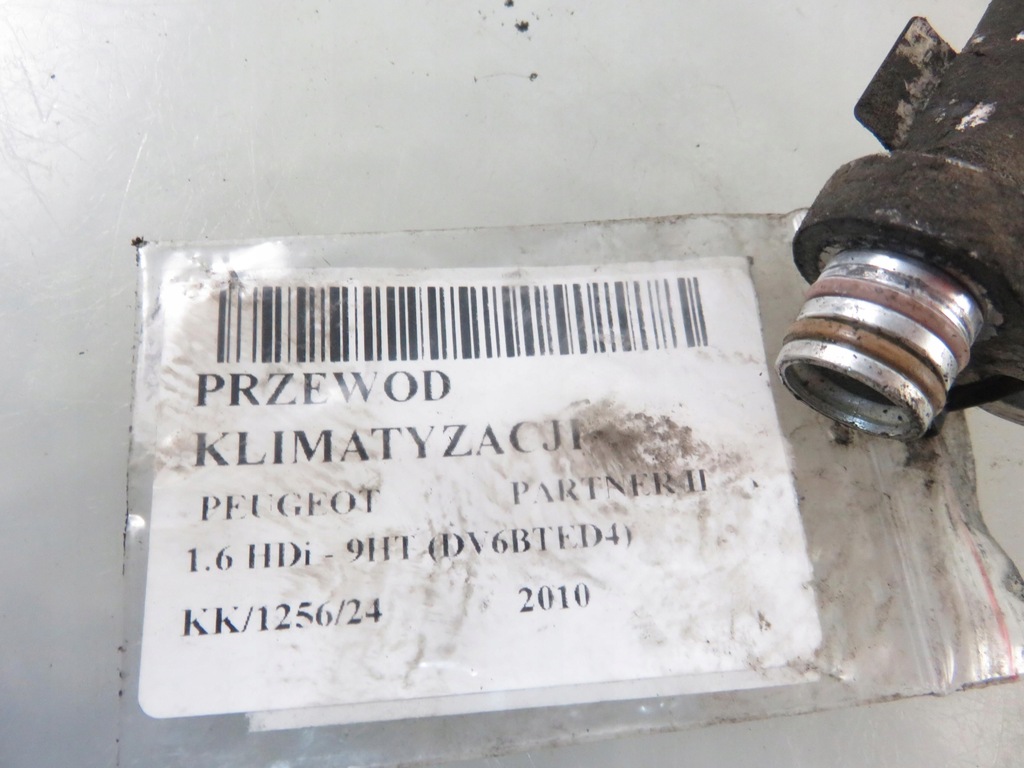 PRZEWOD
KLIMATYZACJI
PEUGEOT PARTNER II
1.6 HDi - 9HT (DV6BTED4)
KK/1256/24 2010